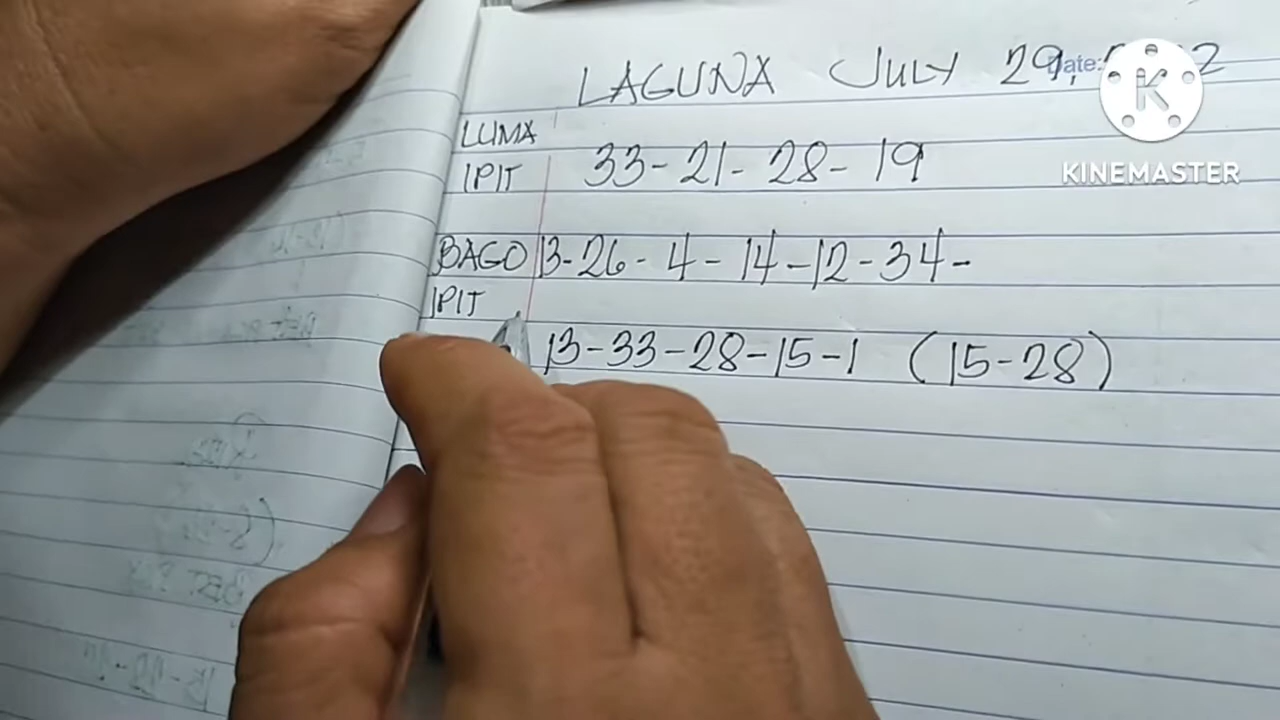 LAGUNA JULY 29,
Date:
K
KINEMASTER
LUMA
IPIT 33-21-28-19
BAGO 13-26-4-14-12-34-
IPIT
13-33-28-15-1 (15-28)